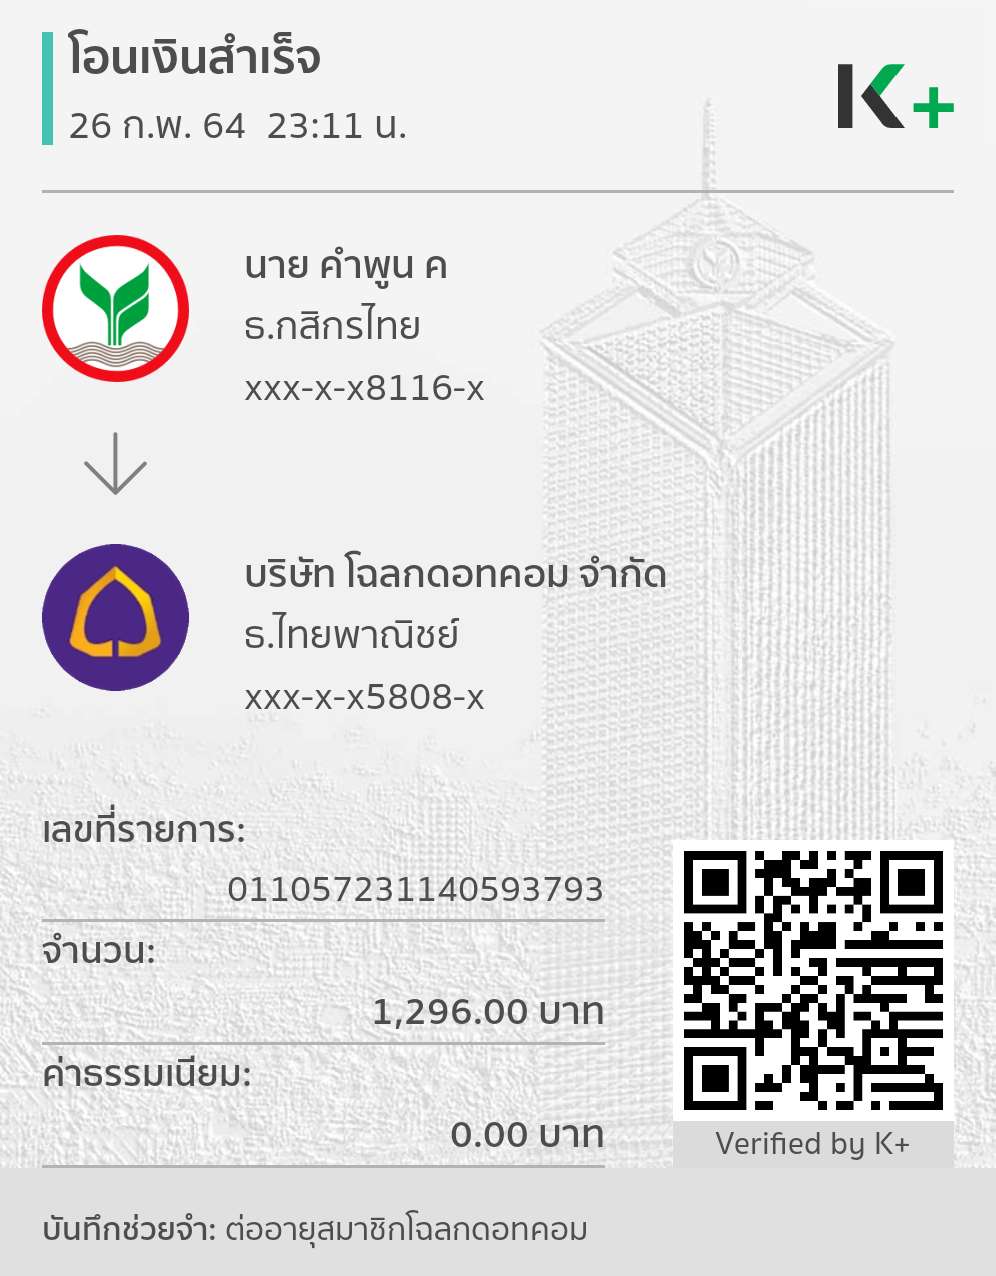 โอนเงินสำเร็จ
26 ก.พ. 64 23:11 น.
K+
นาย คำพูน ค
ธ.กสิกรไทย
xxx-x-x8116-x
บริษัท โฉลกดอทคอม จำกัด
ธ.ไทยพาณิชย์
xxx-x-x5808-x
เลขที่รายการ:
011057231140593793
จำนวน:
1,296.00 บาท
ค่าธรรมเนียม:
0.00 บาท
Verified by K+
บันทึกช่วยจำ: ต่ออายุสมาชิกโฉลกดอทคอม